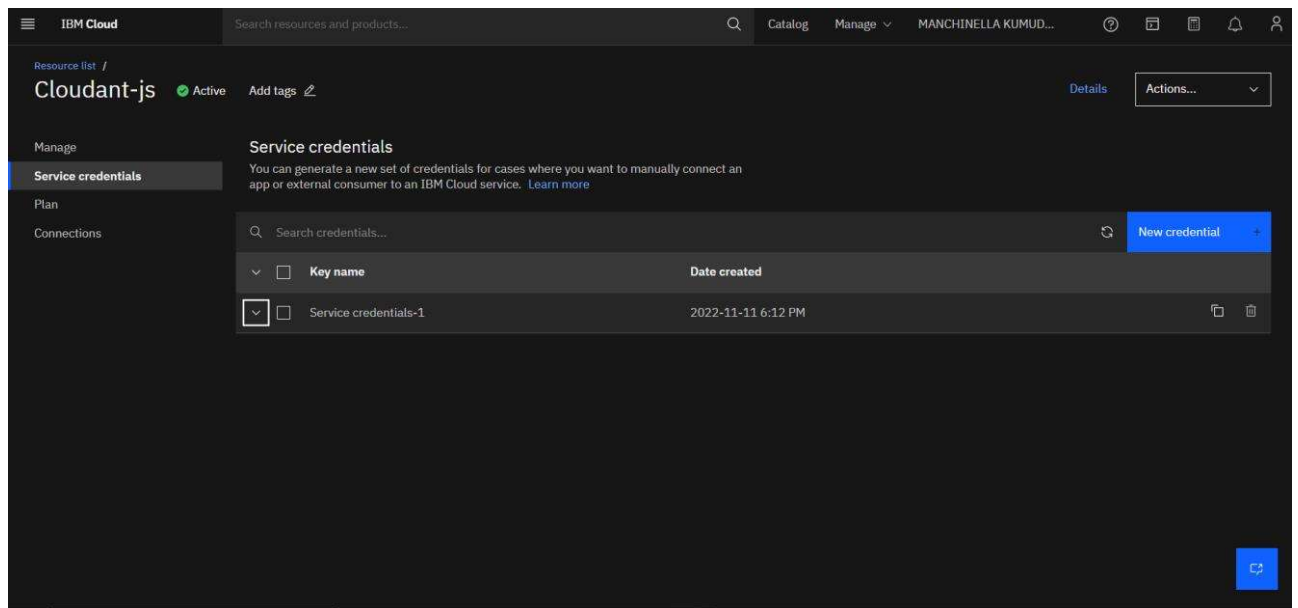 IBM Cloud
Search resources and products...
Catalog
Manage
MANCHINELLA KUMUD...
Resource list /
Cloudant-js
Active
Add tags
Details
Actions...
Manage
Service credentials
Plan
Connections
Service credentials
You can generate a new set of credentials for cases where you want to manually connect an
app or external consumer to an IBM Cloud service. Learn more
Search credentials...
New credential +
Key name
Date created
Service credentials-1
2022-11-11 6:12 PM